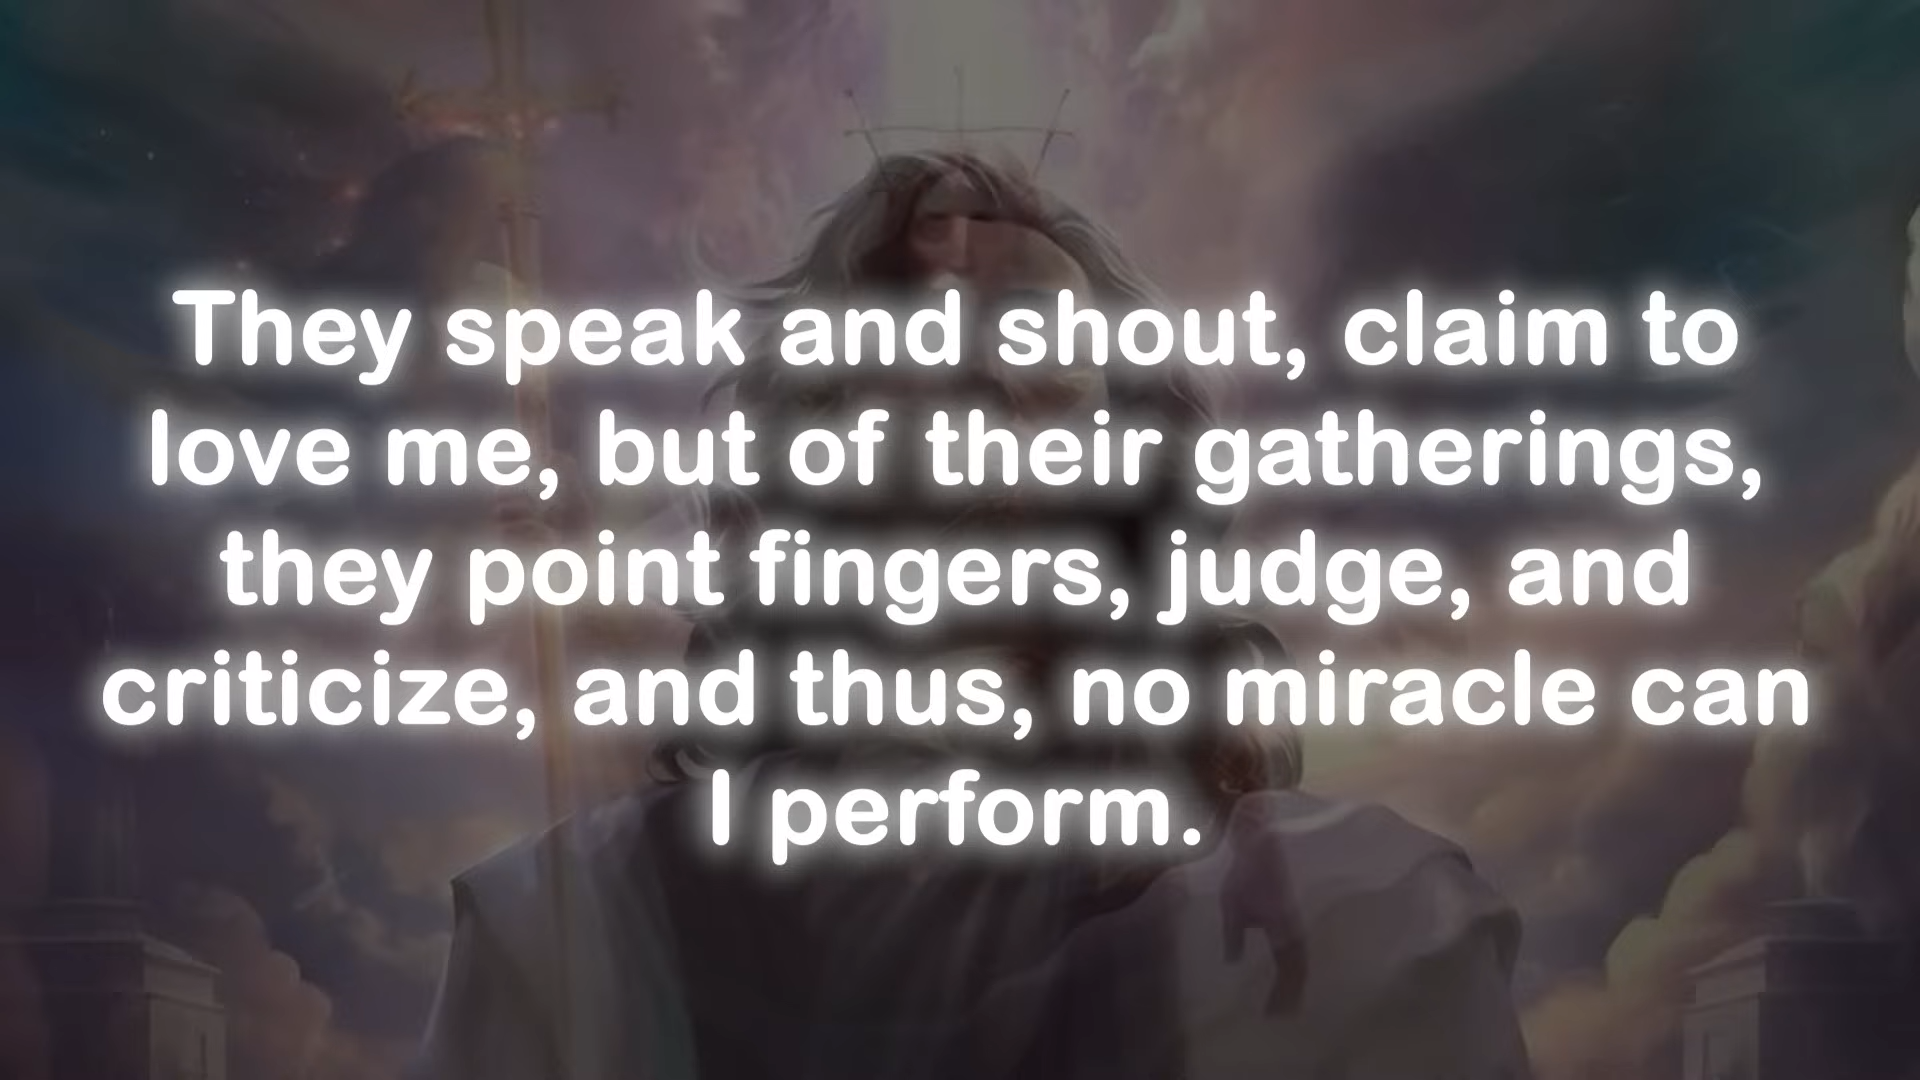 They speak and shout, claim to
love me, but of their gatherings,
they point fingers, judge, and
criticize, and thus, no miracle can
I perform.